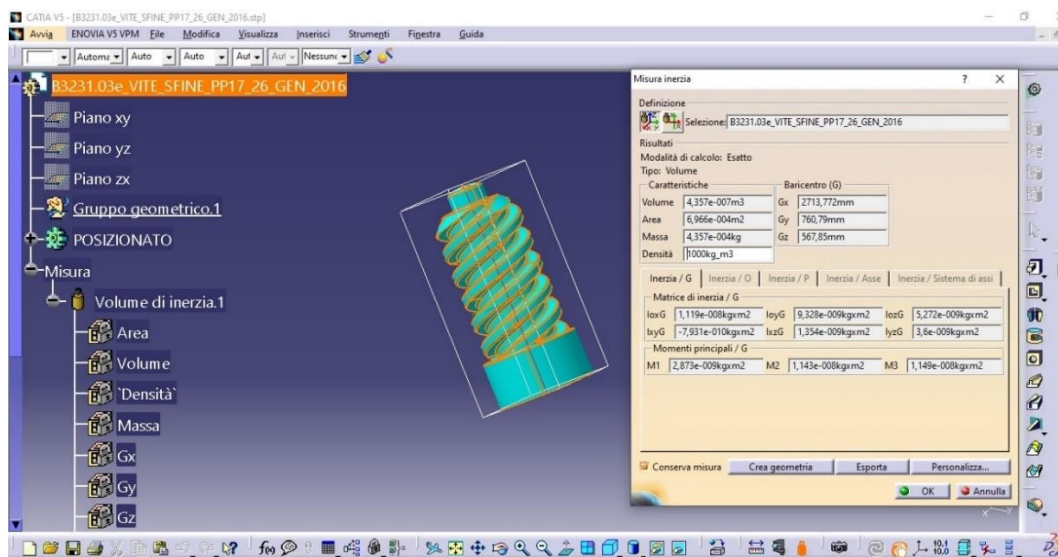 CATIA V5 - [B3231.03e_VITE_SFINE_PP17_26_GEN_2016.stp]
Avvia ENOVIA V5 VPM File Modifica Visualizza Inserisci Strumenti Finestra Guida
Automa Auto Auto Aut Aut Nessun
B3231.03e_VITE_SFINE_PP17_26_GEN_2016
Piano xy
Piano yz
Piano zx
Gruppo geometrico.1
POSIZIONATO
Misura
Volume di inerzia.1
Area
Volume
`Densità`
Massa
Gx
Gy
Gz
Misura inerzia ? X
Definizione
Selezione: B3231.03e_VITE_SFINE_PP17_26_GEN_2016
Risultati
Modalità di calcolo: Esatto
Tipo: Volume
Caratteristiche Baricentro (G)
Volume 4,357e-007m3 Gx 2713,772mm
Area 6,966e-004m2 Gy 760,79mm
Massa 4,357e-004kg Gz 567,85mm
Densità 1000kg_m3
Inerzia / G Inerzia / O Inerzia / P Inerzia / Asse Inerzia / Sistema di assi
Matrice di inerzia / G
IoxG 1,119e-008kgxm2 IoyG 9,328e-009kgxm2 IozG 5,272e-009kgxm2
IxyG -7,931e-010kgxm2 IxzG 1,354e-009kgxm2 IyzG 3,6e-009kgxm2
Momenti principali / G
M1 2,873e-009kgxm2 M2 1,143e-008kgxm2 M3 1,149e-008kgxm2
Conserva misura Crea geometria Esporta Personalizza...
OK Annulla